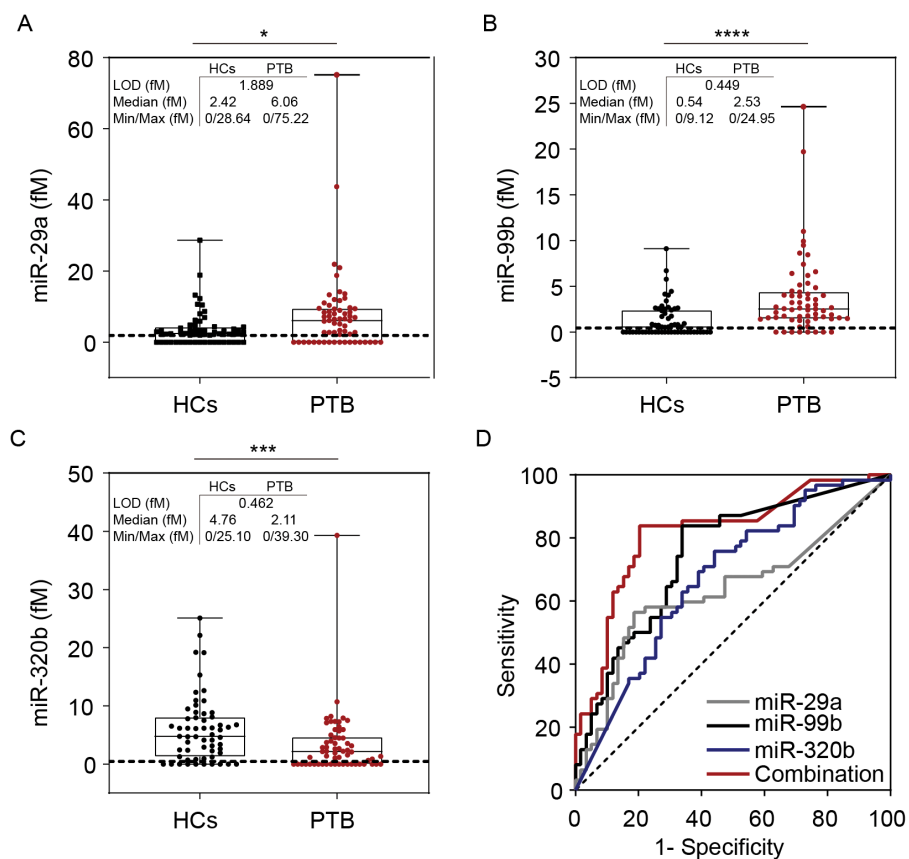 A
*
80
60
40
20
0
miR-29a (fM)
HCs PTB
LOD (fM) 1.889
Median (fM) 2.42 6.06
Min/Max (fM) 0/28.64 0/75.22
HCs PTB
B
****
30
25
20
15
10
5
0
-5
miR-99b (fM)
HCs PTB
LOD (fM) 0.449
Median (fM) 0.54 2.53
Min/Max (fM) 0/9.12 0/24.95
HCs PTB
C
***
50
40
30
20
10
0
miR-320b (fM)
HCs PTB
LOD (fM) 0.462
Median (fM) 4.76 2.11
Min/Max (fM) 0/25.10 0/39.30
HCs PTB
D
100
80
60
40
20
0
Sensitivity
miR-29a
miR-99b
miR-320b
Combination
0 20 40 60 80 100
1- Specificity